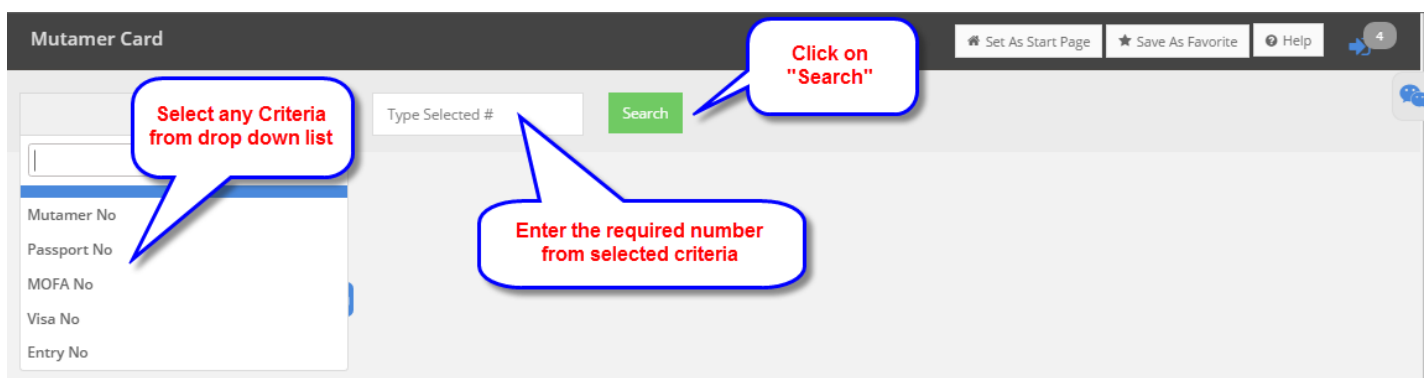 Mutamer Card
Set As Start Page
Save As Favorite
Help
4
Click on
"Search"
Select any Criteria
from drop down list
Type Selected #
Search
Mutamer No
Passport No
MOFA No
Visa No
Entry No
Enter the required number
from selected criteria